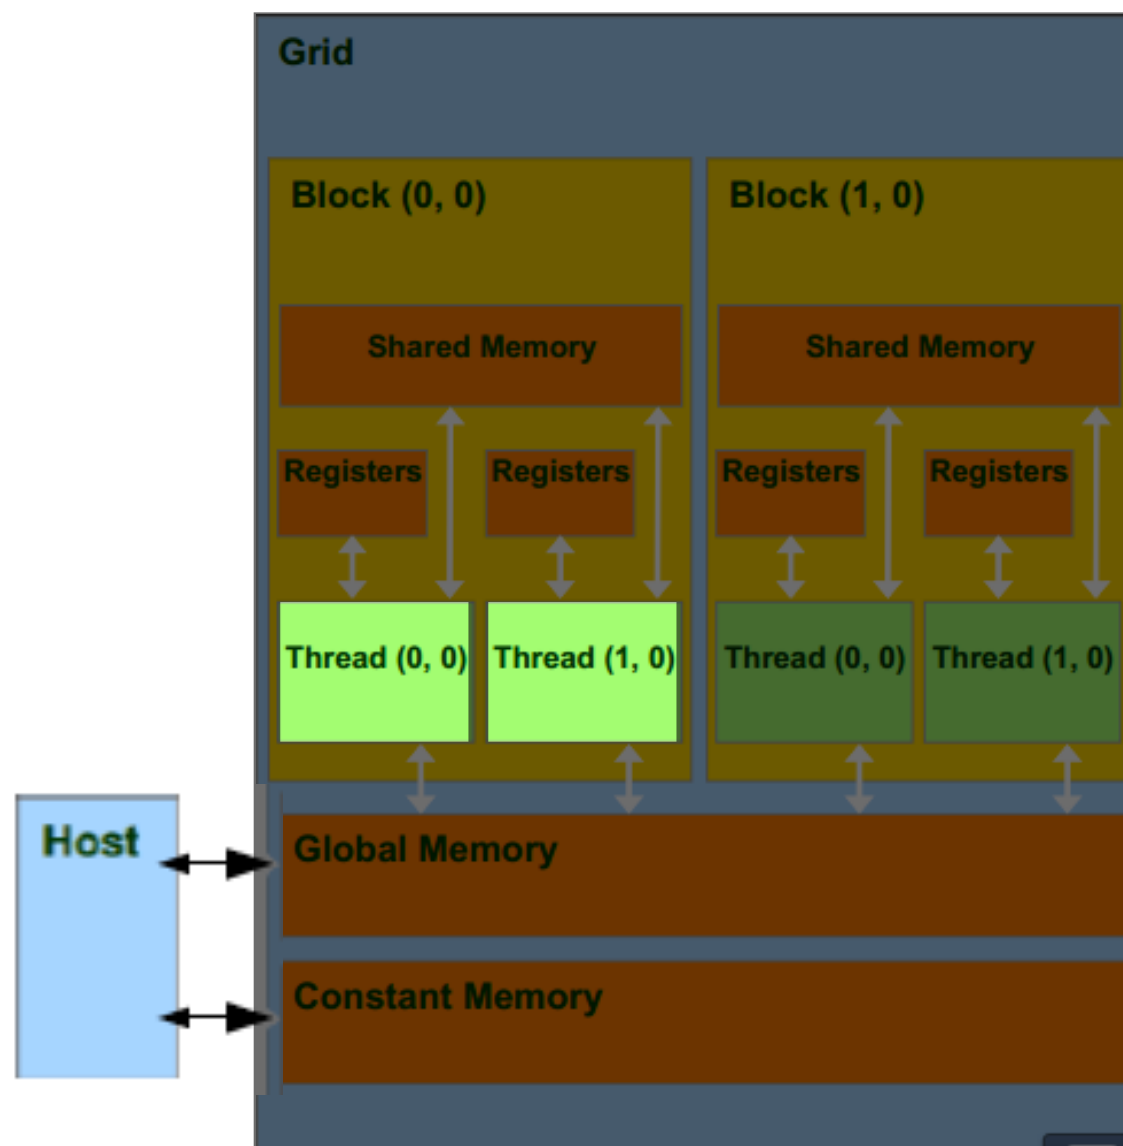 Grid
Block (0, 0)
Block (1, 0)
Shared Memory
Shared Memory
Registers
Registers
Registers
Registers
Thread (0, 0)
Thread (1, 0)
Thread (0, 0)
Thread (1, 0)
Host
Global Memory
Constant Memory